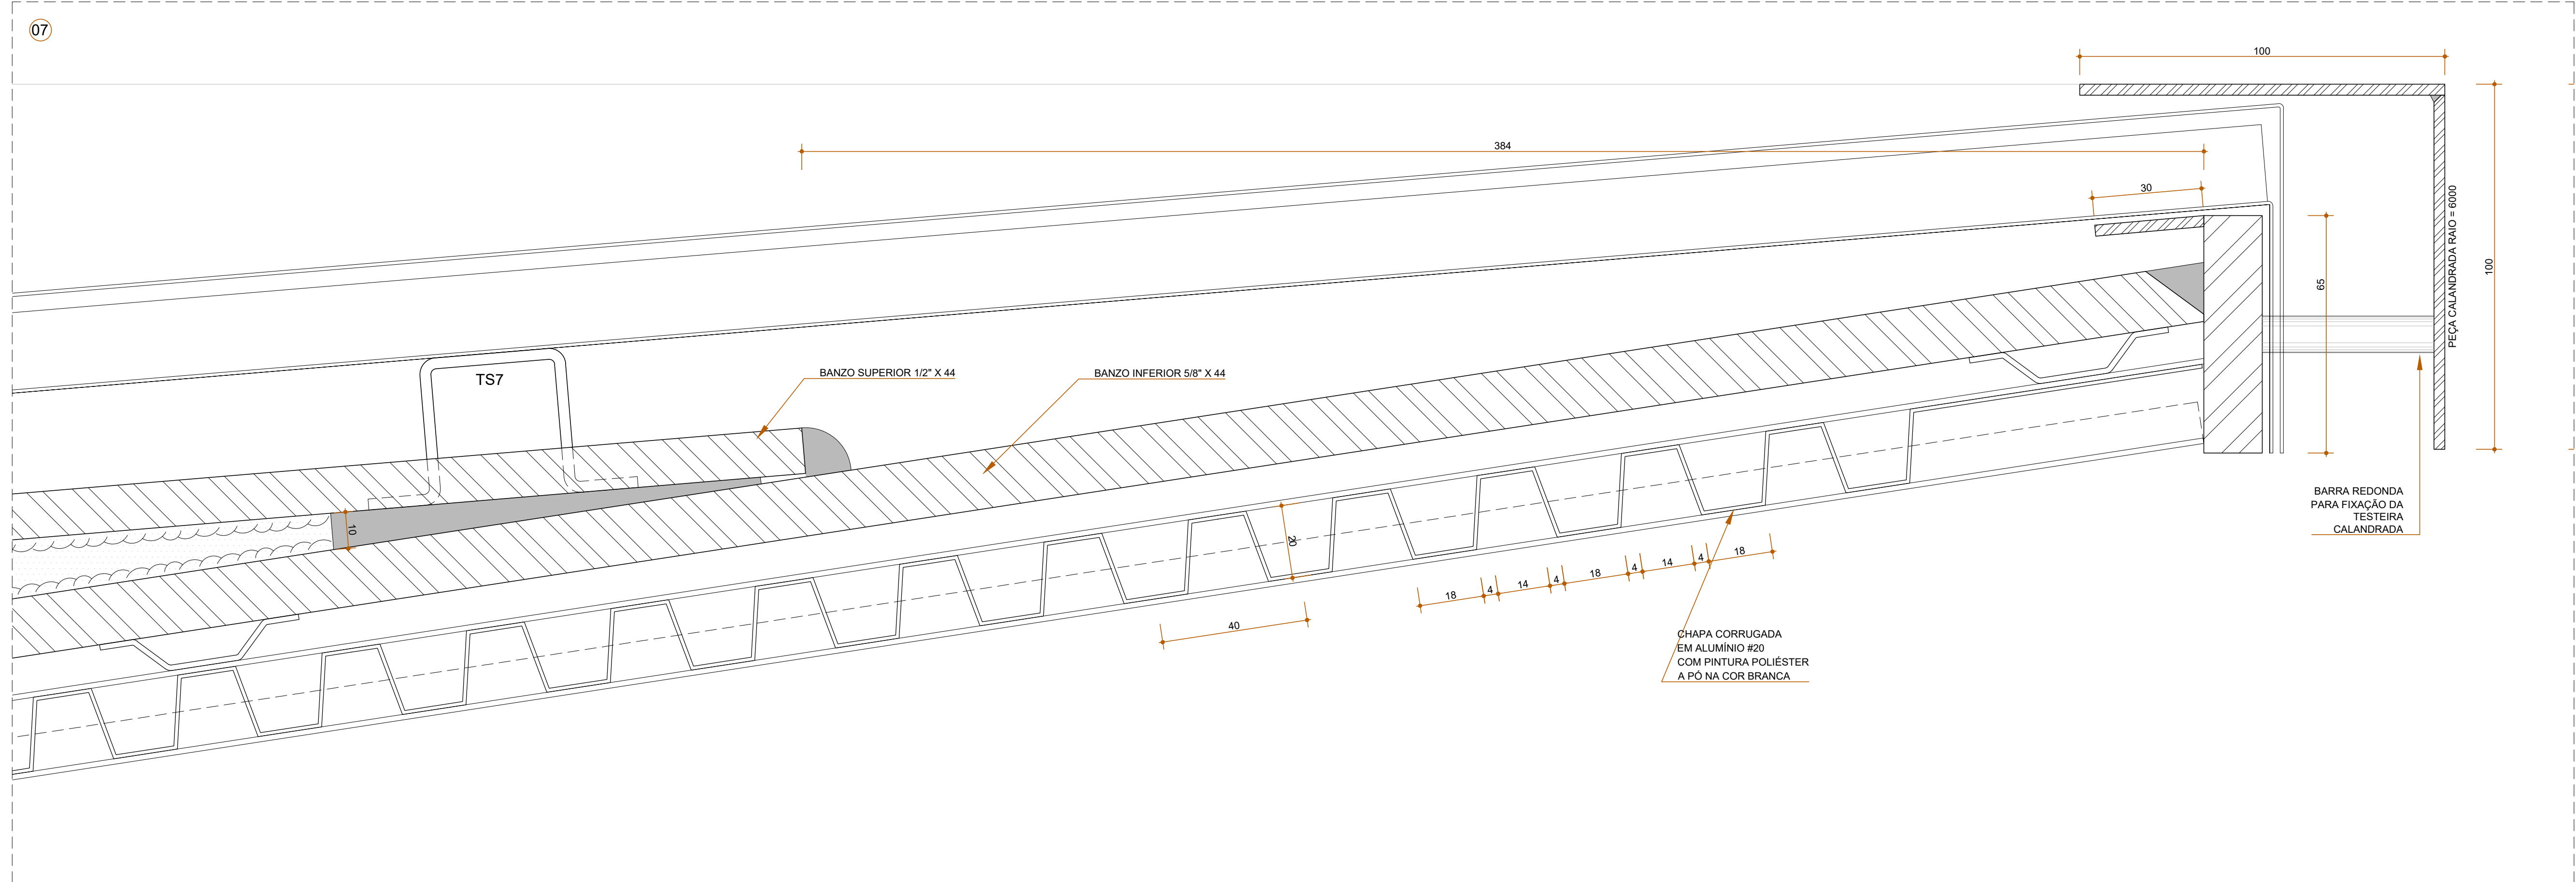 07
100
384
30
PEÇA CALANDRADA RAIO = 6000
100
65
TS7
BANZO SUPERIOR 1/2" X 44
BANZO INFERIOR 5/8" X 44
10
20
BARRA REDONDA
PARA FIXAÇÃO DA
TESTEIRA
CALANDRADA
18 4 14 4 18 4 14 4 18
40
CHAPA CORRUGADA
EM ALUMÍNIO #20
COM PINTURA POLIÉSTER
A PÓ NA COR BRANCA